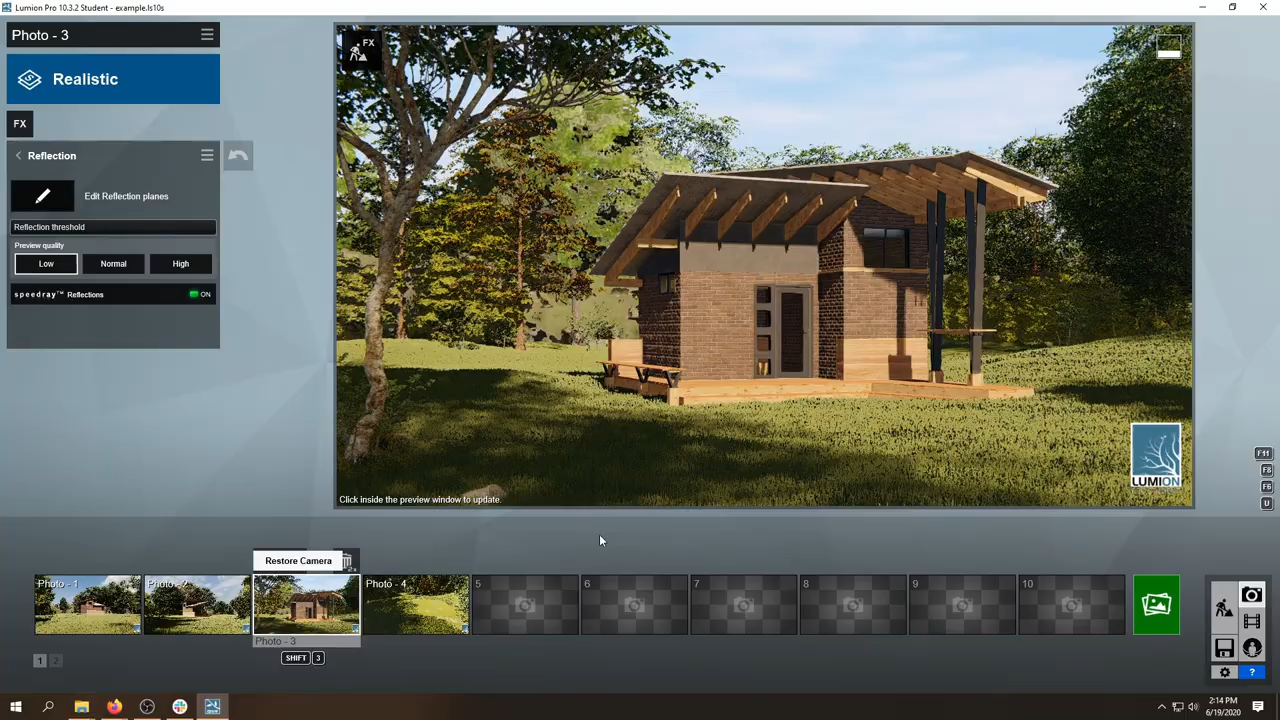 Lumion Pro 10.3.2 Student - example.ls10s
Photo - 3
Realistic
FX
Reflection
Edit Reflection planes
Reflection threshold
Preview quality
Low Normal High
speedray™ Reflections ON
FX
LUMION
Click inside the preview window to update.
F11
F8
F6
U
Restore Camera
2x
Photo - 1 Photo - 2 Photo - 4 5 6 7 8 9 10
Photo - 3
SHIFT 3
1 2
?
2:14 PM
6/19/2020